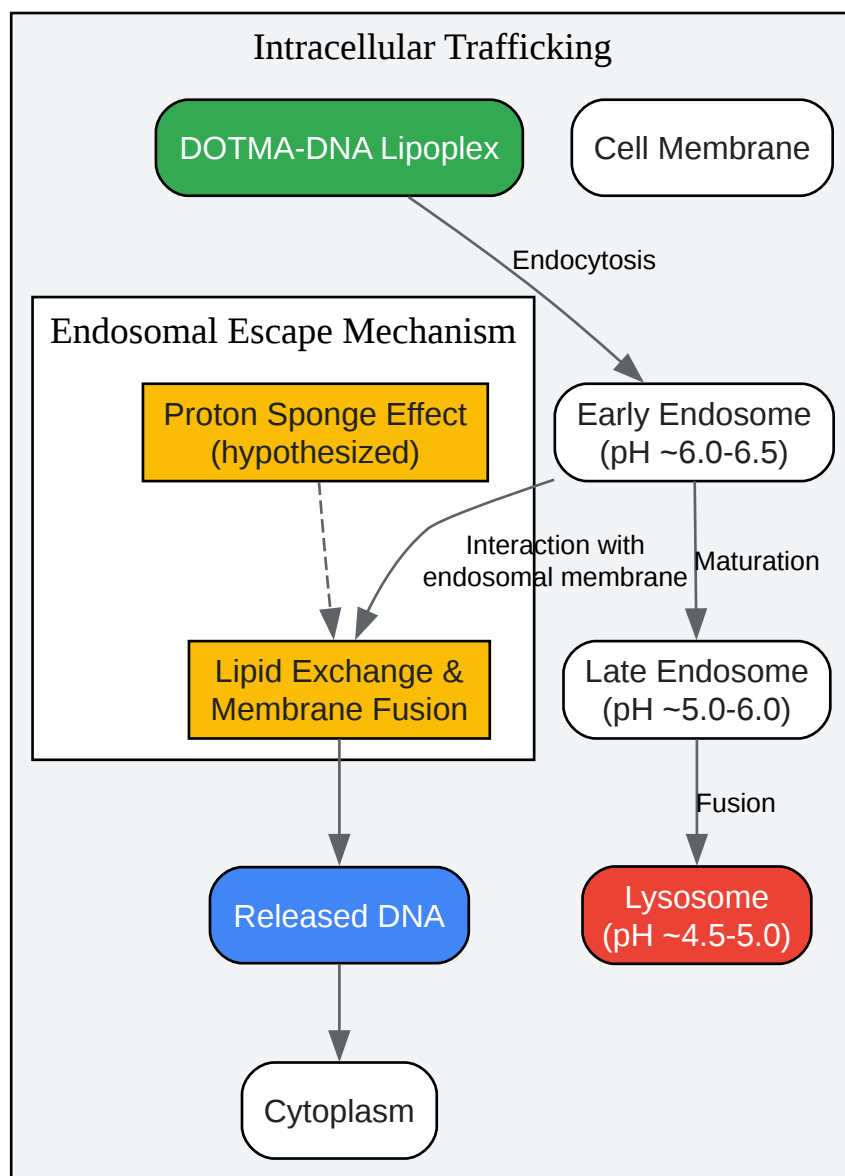 Intracellular Trafficking
DOTMA-DNA Lipoplex
Cell Membrane
Endocytosis
Endosomal Escape Mechanism
Proton Sponge Effect
(hypothesized)
Early Endosome
(pH ~6.0-6.5)
Interaction with
endosomal membrane
Maturation
Lipid Exchange &
Membrane Fusion
Late Endosome
(pH ~5.0-6.0)
Fusion
Released DNA
Lysosome
(pH ~4.5-5.0)
Cytoplasm